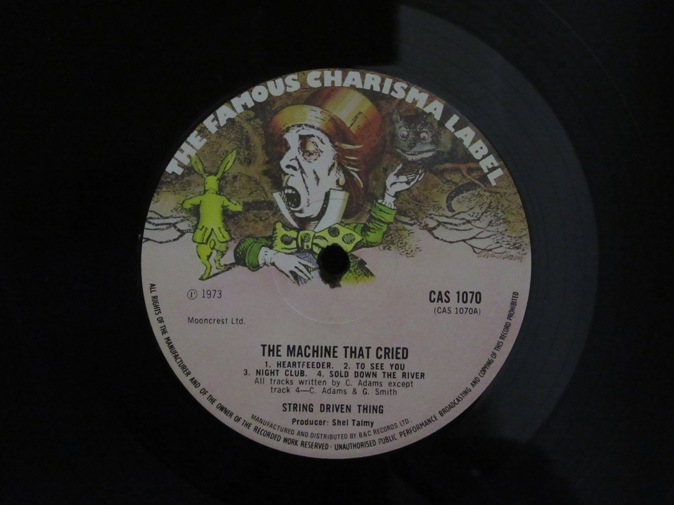 THE FAMOUS CHARISMA LABEL
℗ 1973
CAS 1070
(CAS 1070A)
Mooncrest Ltd.
THE MACHINE THAT CRIED
1. HEARTFEEDER. 2. TO SEE YOU
3. NIGHT CLUB. 4. SOLD DOWN THE RIVER
All tracks written by C. Adams except
track 4—C. Adams & G. Smith
STRING DRIVEN THING
Producer: Shel Talmy
MANUFACTURED AND DISTRIBUTED BY B&C RECORDS LTD.
ALL RIGHTS OF THE MANUFACTURER AND OF THE OWNER OF THE RECORDED WORK RESERVED · UNAUTHORISED PUBLIC PERFORMANCE BROADCASTING AND COPYING OF THIS RECORD PROHIBITED